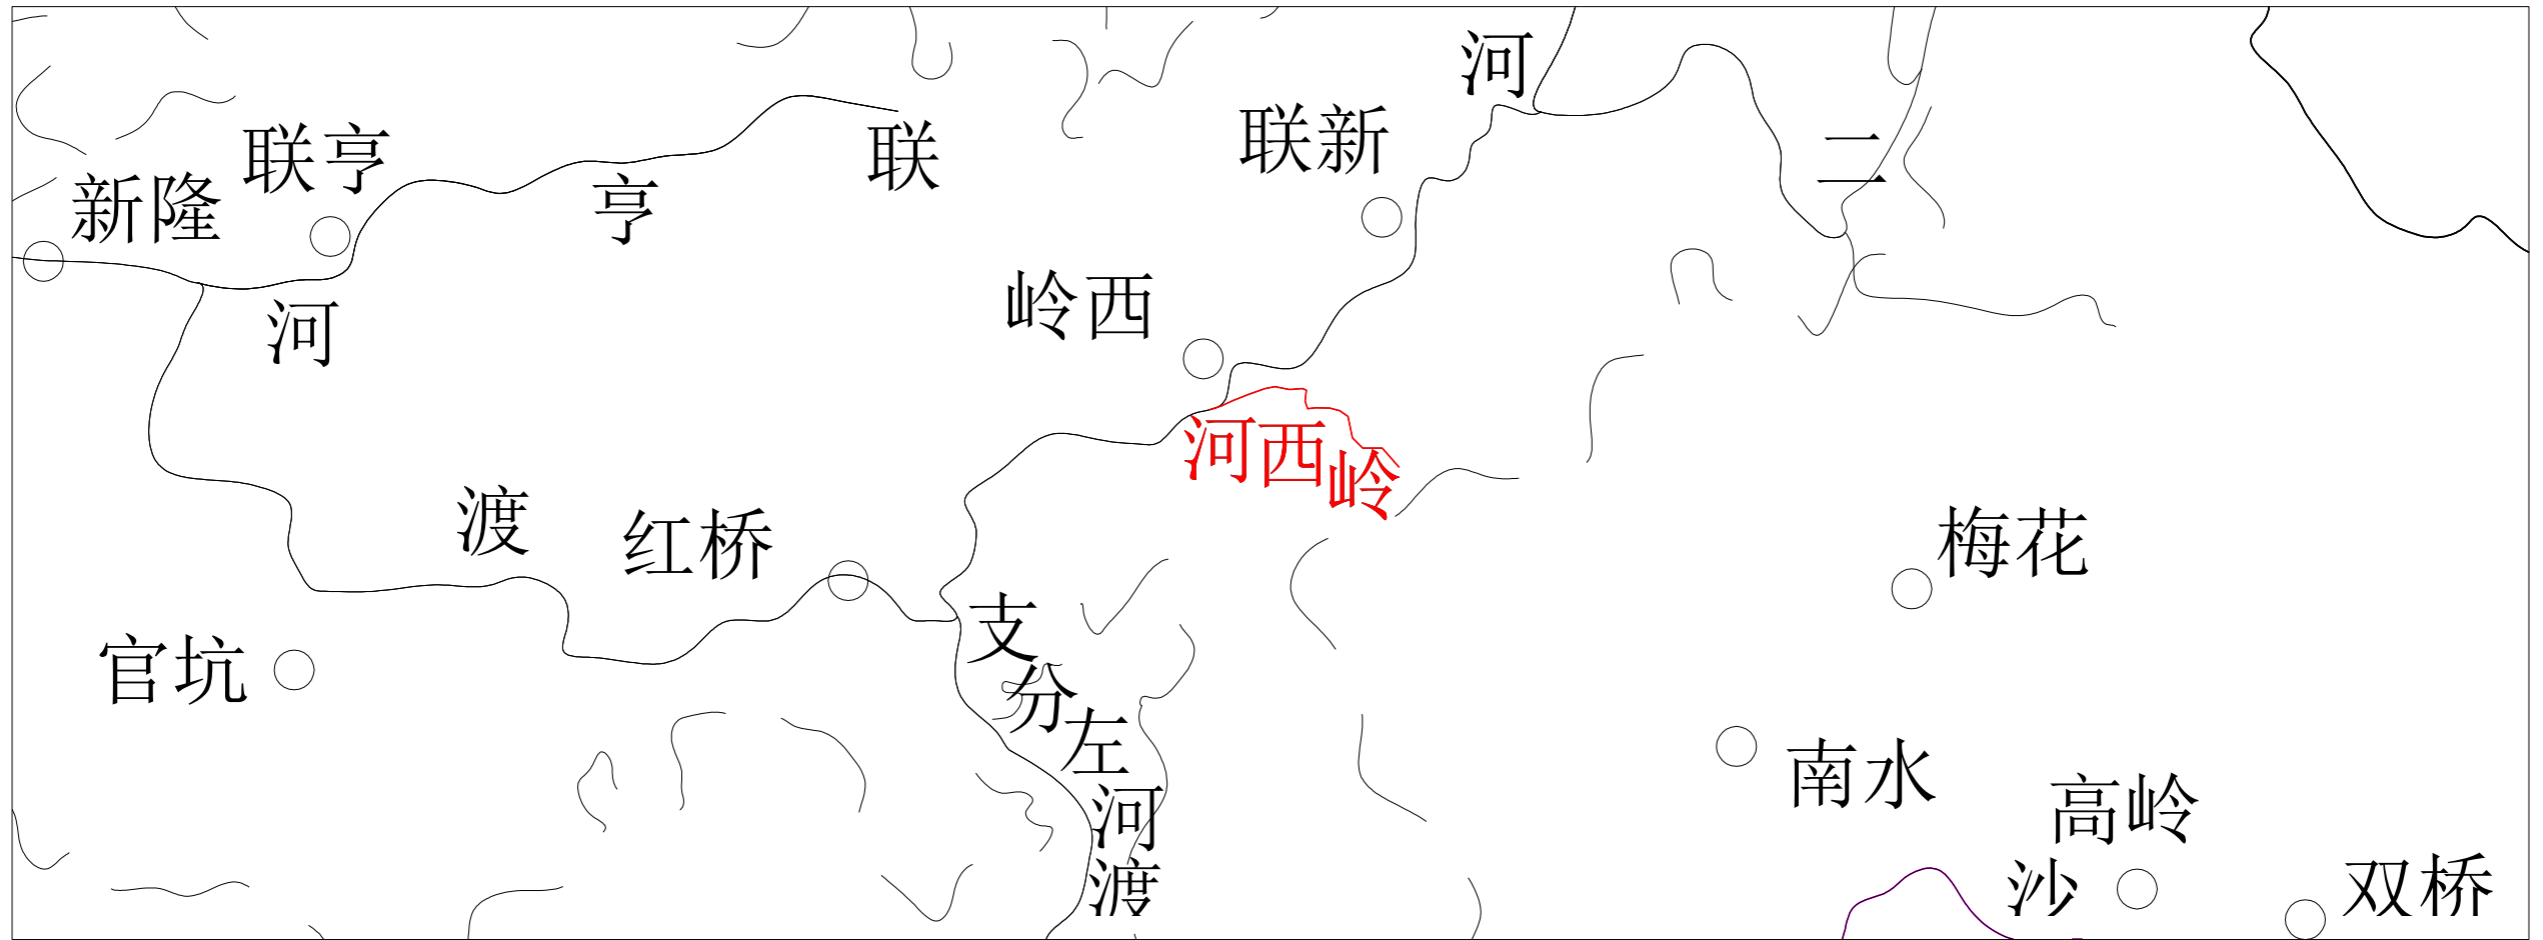 河
联新
联亨
联
二
新隆
亨
岭西
河
河西岭
渡
红桥
梅花
支分左河渡
官坑
南水
高岭
沙
双桥